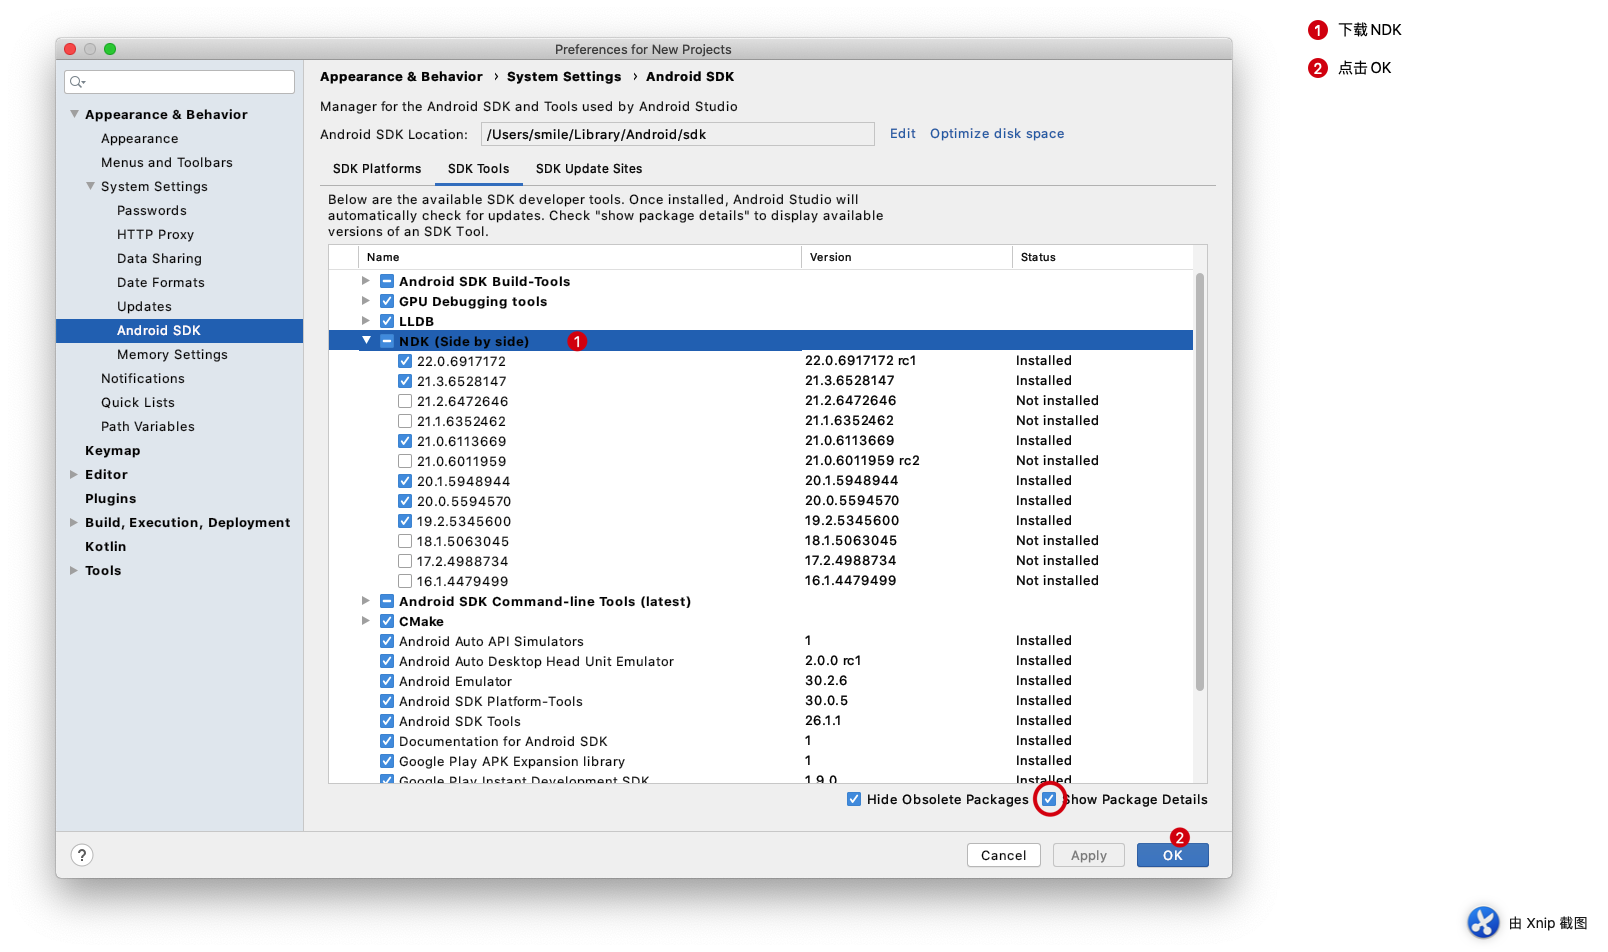 1 下载NDK
2 点击OK
Preferences for New Projects
Appearance & Behavior › System Settings › Android SDK
Manager for the Android SDK and Tools used by Android Studio
Android SDK Location: /Users/smile/Library/Android/sdk Edit Optimize disk space
SDK Platforms SDK Tools SDK Update Sites
Below are the available SDK developer tools. Once installed, Android Studio will
automatically check for updates. Check "show package details" to display available
versions of an SDK Tool.
Appearance & Behavior
Appearance
Menus and Toolbars
System Settings
Passwords
HTTP Proxy
Data Sharing
Date Formats
Updates
Android SDK
Memory Settings
Notifications
Quick Lists
Path Variables
Keymap
Editor
Plugins
Build, Execution, Deployment
Kotlin
Tools
Name Version Status
Android SDK Build-Tools
GPU Debugging tools
LLDB
NDK (Side by side) 1
22.0.6917172 22.0.6917172 rc1 Installed
21.3.6528147 21.3.6528147 Installed
21.2.6472646 21.2.6472646 Not installed
21.1.6352462 21.1.6352462 Not installed
21.0.6113669 21.0.6113669 Installed
21.0.6011959 21.0.6011959 rc2 Not installed
20.1.5948944 20.1.5948944 Installed
20.0.5594570 20.0.5594570 Installed
19.2.5345600 19.2.5345600 Installed
18.1.5063045 18.1.5063045 Not installed
17.2.4988734 17.2.4988734 Not installed
16.1.4479499 16.1.4479499 Not installed
Android SDK Command-line Tools (latest)
CMake
Android Auto API Simulators 1 Installed
Android Auto Desktop Head Unit Emulator 2.0.0 rc1 Installed
Android Emulator 30.2.6 Installed
Android SDK Platform-Tools 30.0.5 Installed
Android SDK Tools 26.1.1 Installed
Documentation for Android SDK 1 Installed
Google Play APK Expansion library 1 Installed
Google Play Instant Development SDK 1.9.0 Installed
Hide Obsolete Packages Show Package Details
2
? Cancel Apply OK
由 Xnip 截图